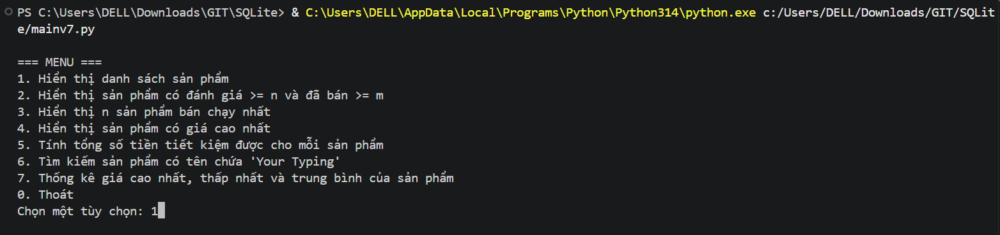 PS C:\Users\DELL\Downloads\GIT\SQLite> & C:\Users\DELL\AppData\Local\Programs\Python\Python314\python.exe c:/Users/DELL/Downloads/GIT/SQLit
e/mainv7.py
=== MENU ===
1. Hiển thị danh sách sản phẩm
2. Hiển thị sản phẩm có đánh giá >= n và đã bán >= m
3. Hiển thị n sản phẩm bán chạy nhất
4. Hiển thị sản phẩm có giá cao nhất
5. Tính tổng số tiền tiết kiệm được cho mỗi sản phẩm
6. Tìm kiếm sản phẩm có tên chứa 'Your Typing'
7. Thống kê giá cao nhất, thấp nhất và trung bình của sản phẩm
0. Thoát
Chọn một tùy chọn: 1